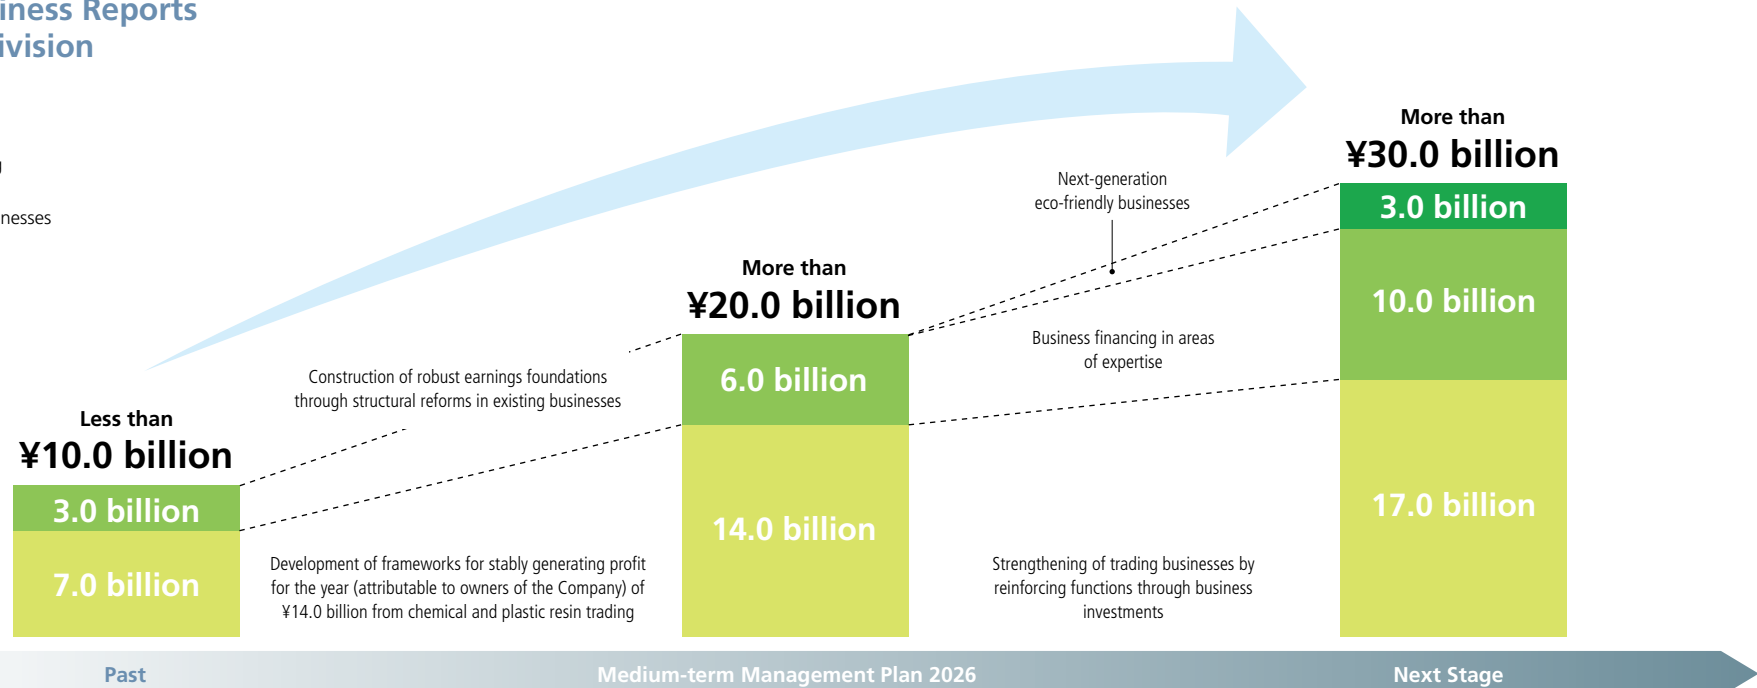 iness Reports
ivision
nesses
Less than
¥10.0 billion
3.0 billion
7.0 billion
Construction of robust earnings foundations
through structural reforms in existing businesses
Development of frameworks for stably generating profit
for the year (attributable to owners of the Company) of
¥14.0 billion from chemical and plastic resin trading
More than
¥20.0 billion
6.0 billion
14.0 billion
Next-generation
eco-friendly businesses
Business financing in areas
of expertise
Strengthening of trading businesses by
reinforcing functions through business
investments
More than
¥30.0 billion
3.0 billion
10.0 billion
17.0 billion
Past
Medium-term Management Plan 2026
Next Stage